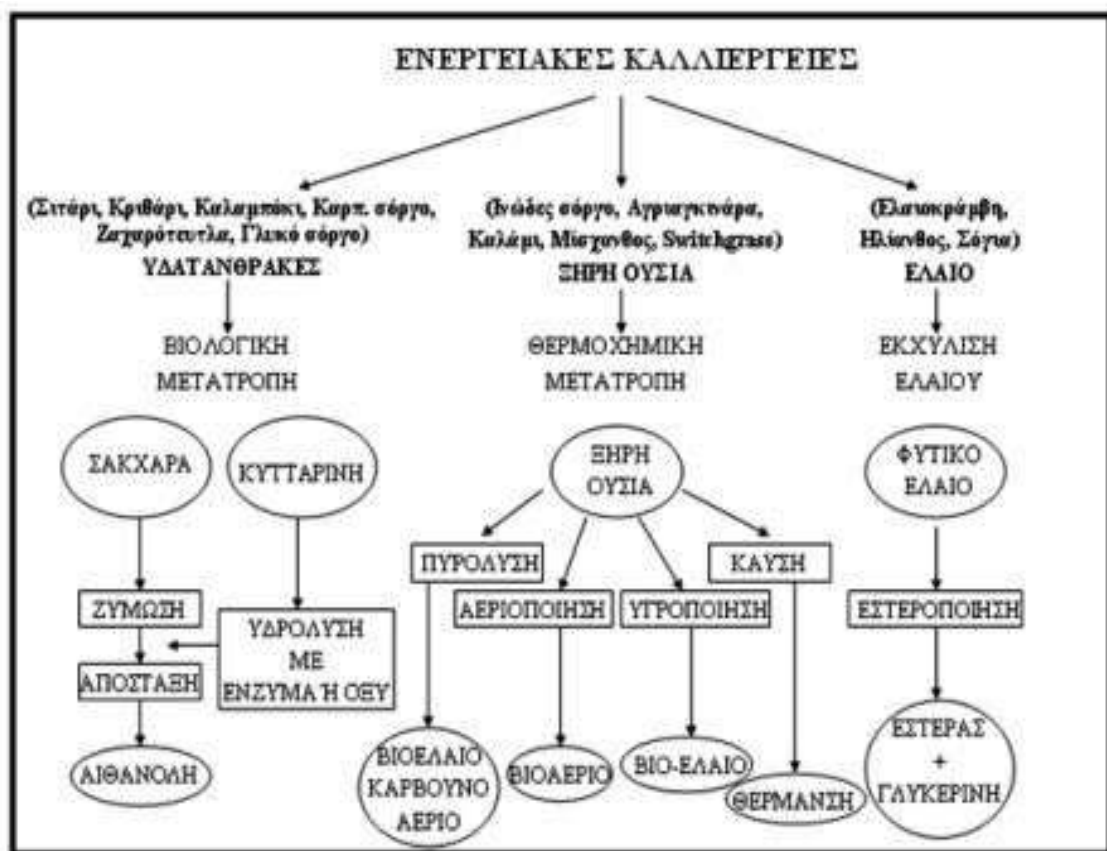 ΕΝΕΡΓΕΙΑΚΕΣ ΚΑΛΛΙΕΡΓΕΙΕΣ
(Σιτάρι, Κριθάρι, Καλαμπόκι, Καρπ. σόργο,
Ζαχαρότευτλα, Γλυκό σόργο)
ΥΔΑΤΑΝΘΡΑΚΕΣ
(Ινώδες σόργο, Αγριαγκινάρα,
Καλάμι, Μίσχανθος, Switchgrass)
ΞΗΡΗ ΟΥΣΙΑ
(Ελαιοκράμβη,
Ηλίανθος, Σόγια)
ΕΛΑΙΟ
ΒΙΟΛΟΓΙΚΗ
ΜΕΤΑΤΡΟΠΗ
ΘΕΡΜΟΧΗΜΙΚΗ
ΜΕΤΑΤΡΟΠΗ
ΕΚΧΥΛΙΣΗ
ΕΛΑΙΟΥ
ΣΑΚΧΑΡΑ
ΚΥΤΤΑΡΙΝΗ
ΞΗΡΗ
ΟΥΣΙΑ
ΦΥΤΙΚΟ
ΕΛΑΙΟ
ΠΥΡΟΛΥΣΗ
ΚΑΥΣΗ
ΖΥΜΩΣΗ
ΥΔΡΟΛΥΣΗ
ΜΕ
ΕΝΖΥΜΑ Ή ΟΞΥ
ΑΕΡΙΟΠΟΙΗΣΗ
ΥΓΡΟΠΟΙΗΣΗ
ΕΣΤΕΡΟΠΟΙΗΣΗ
ΑΠΟΣΤΑΞΗ
ΑΙΘΑΝΟΛΗ
ΒΙΟΕΛΑΙΟ
ΚΑΡΒΟΥΝΟ
ΑΕΡΙΟ
ΒΙΟΑΕΡΙΟ
ΒΙΟ-ΕΛΑΙΟ
ΘΕΡΜΑΝΣΗ
ΕΣΤΕΡΑΣ
+
ΓΛΥΚΕΡΙΝΗ